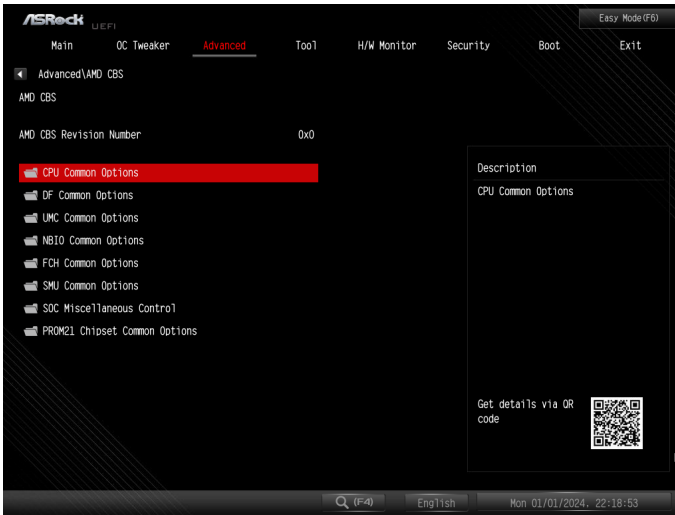 ASRock UEFI
Easy Mode(F6)
Main OC Tweaker Advanced Tool H/W Monitor Security Boot Exit
Advanced\AMD CBS
AMD CBS
AMD CBS Revision Number 0x0
CPU Common Options
DF Common Options
UMC Common Options
NBIO Common Options
FCH Common Options
SMU Common Options
SOC Miscellaneous Control
PROM21 Chipset Common Options
Description
CPU Common Options
Get details via QR
code
(F4) English Mon 01/01/2024. 22:18:53